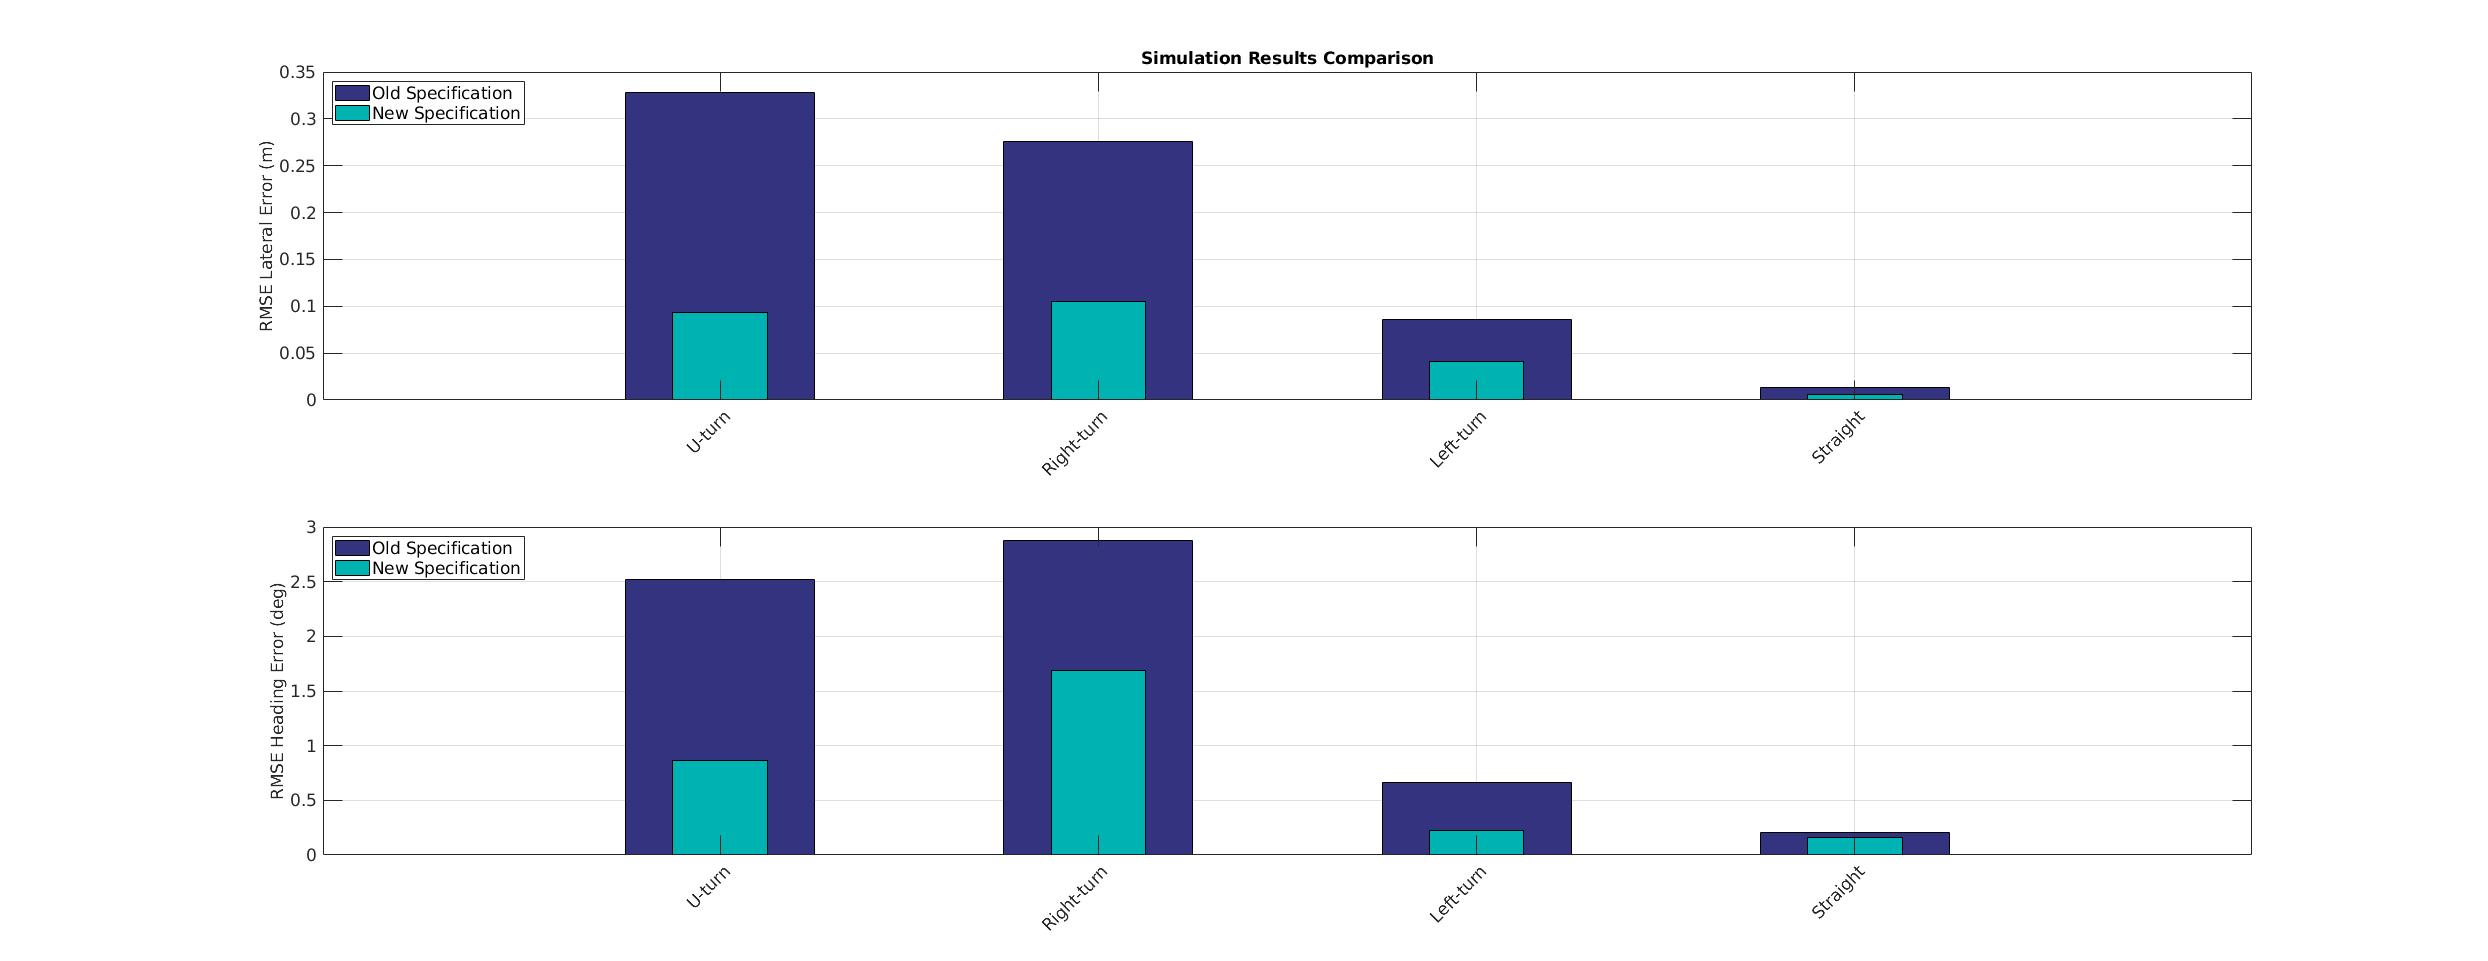 Simulation Results Comparison
RMSE Lateral Error (m)
0.35
0.3
0.25
0.2
0.15
0.1
0.05
0
Old Specification
New Specification
U-turn
Right-turn
Left-turn
Straight
RMSE Heading Error (deg)
3
2.5
2
1.5
1
0.5
0
Old Specification
New Specification
U-turn
Right-turn
Left-turn
Straight